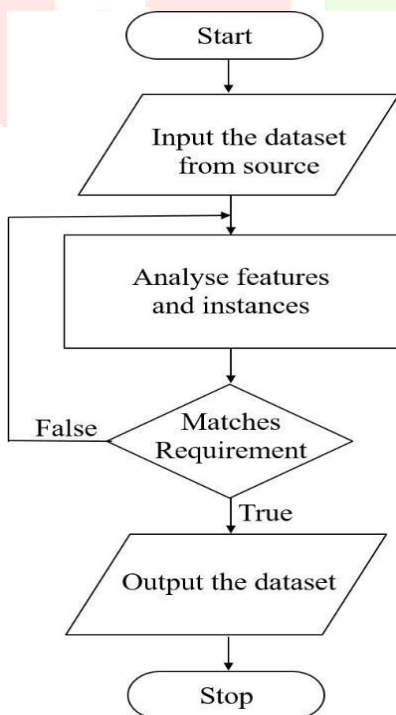 Start
Input the dataset
from source
Analyse features
and instances
Matches
Requirement
False
True
Output the dataset
Stop